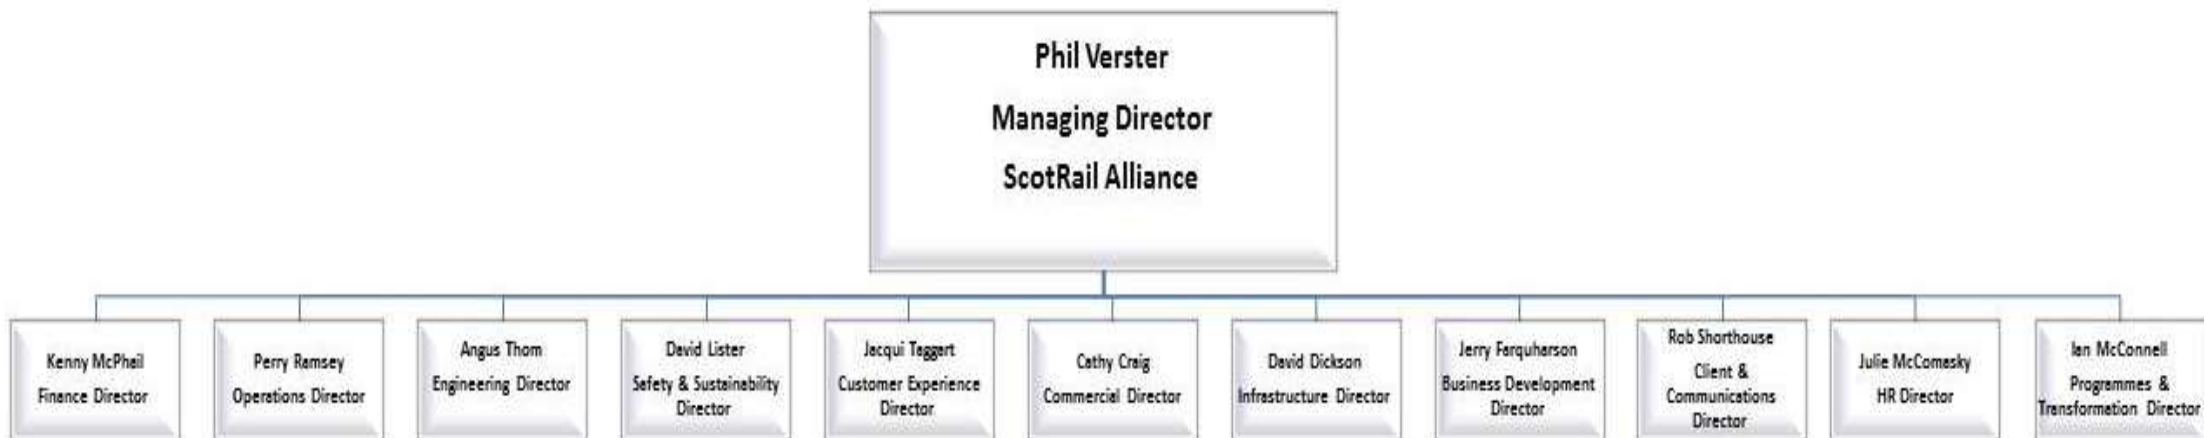 Phil Verster
Managing Director
ScotRail Alliance
Kenny McPhail
Finance Director
Perry Ramsey
Operations Director
Angus Thom
Engineering Director
David Lister
Safety & Sustainability
Director
Jacqui Taggart
Customer Experience
Director
Cathy Craig
Commercial Director
David Dickson
Infrastructure Director
Jerry Farquharson
Business Development
Director
Rob Shorthouse
Client &
Communications
Director
Julie McComasky
HR Director
Ian McConnell
Programmes &
Transformation Director